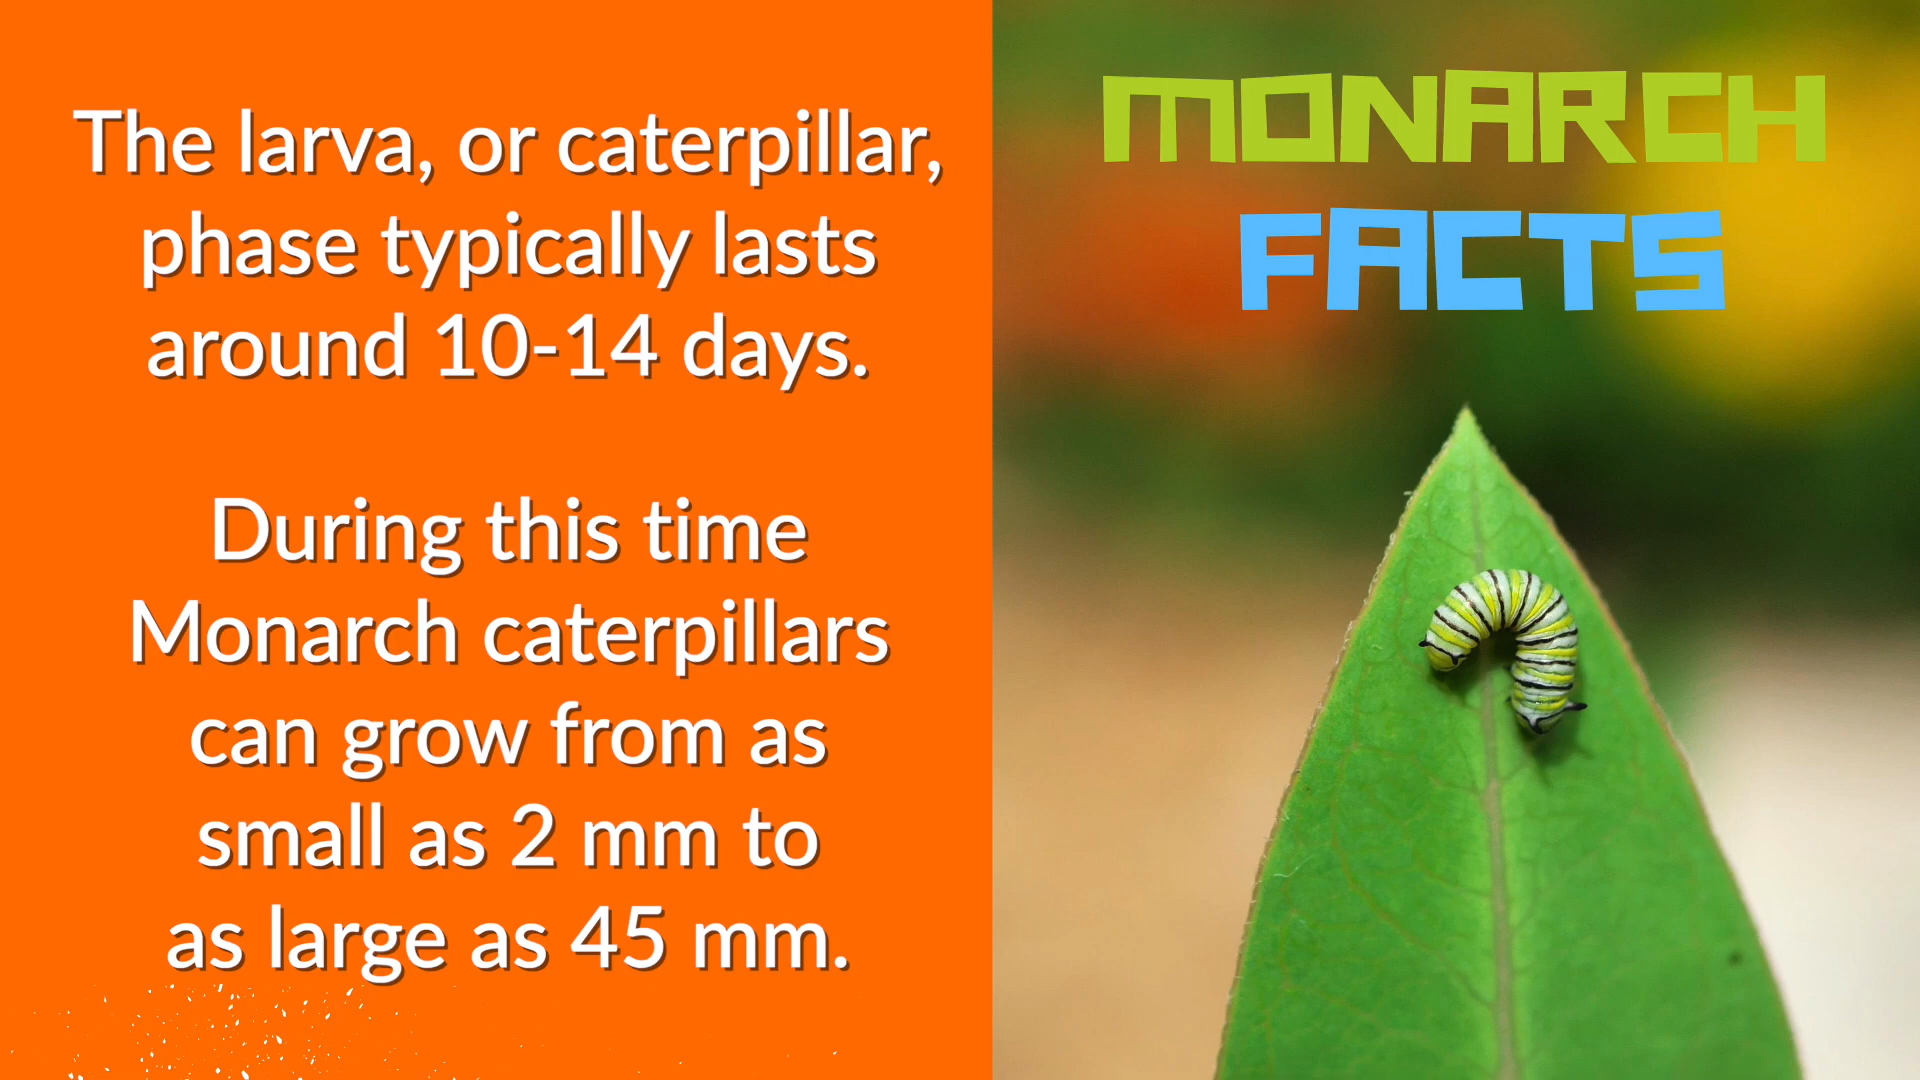 The larva, or caterpillar,
phase typically lasts
around 10-14 days.
During this time
Monarch caterpillars
can grow from as
small as 2 mm to
as large as 45 mm.
MONARCH
FACTS